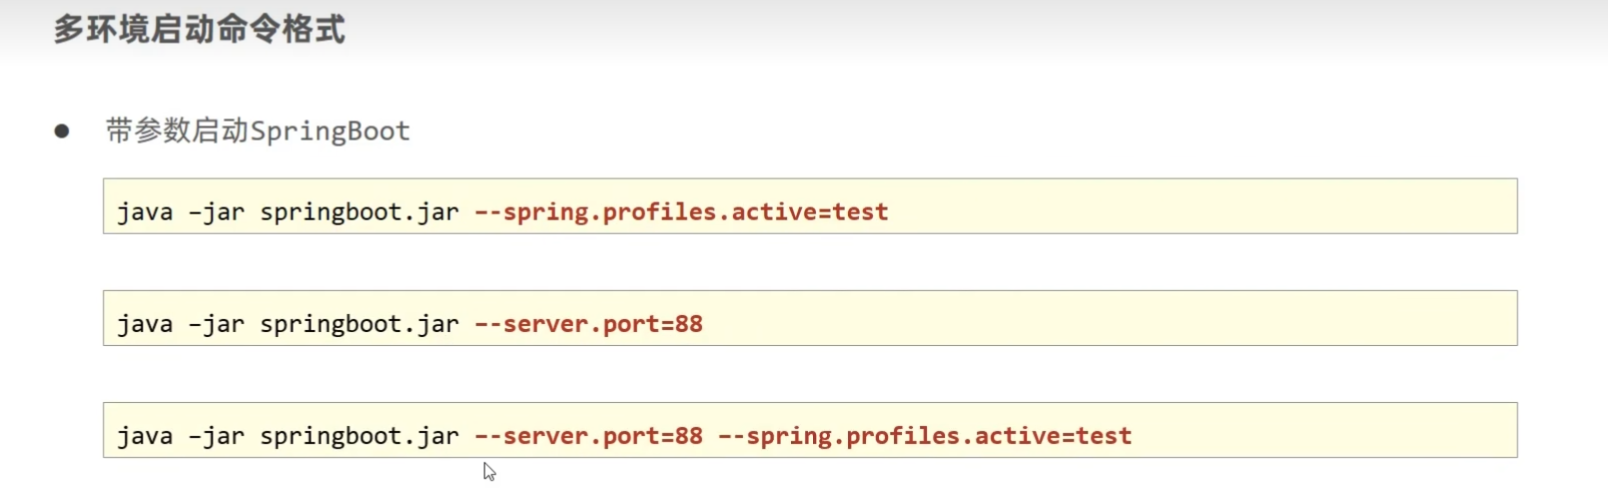 多环境启动命令格式
● 带参数启动SpringBoot
java –jar springboot.jar --spring.profiles.active=test
java –jar springboot.jar --server.port=88
java –jar springboot.jar --server.port=88 --spring.profiles.active=test